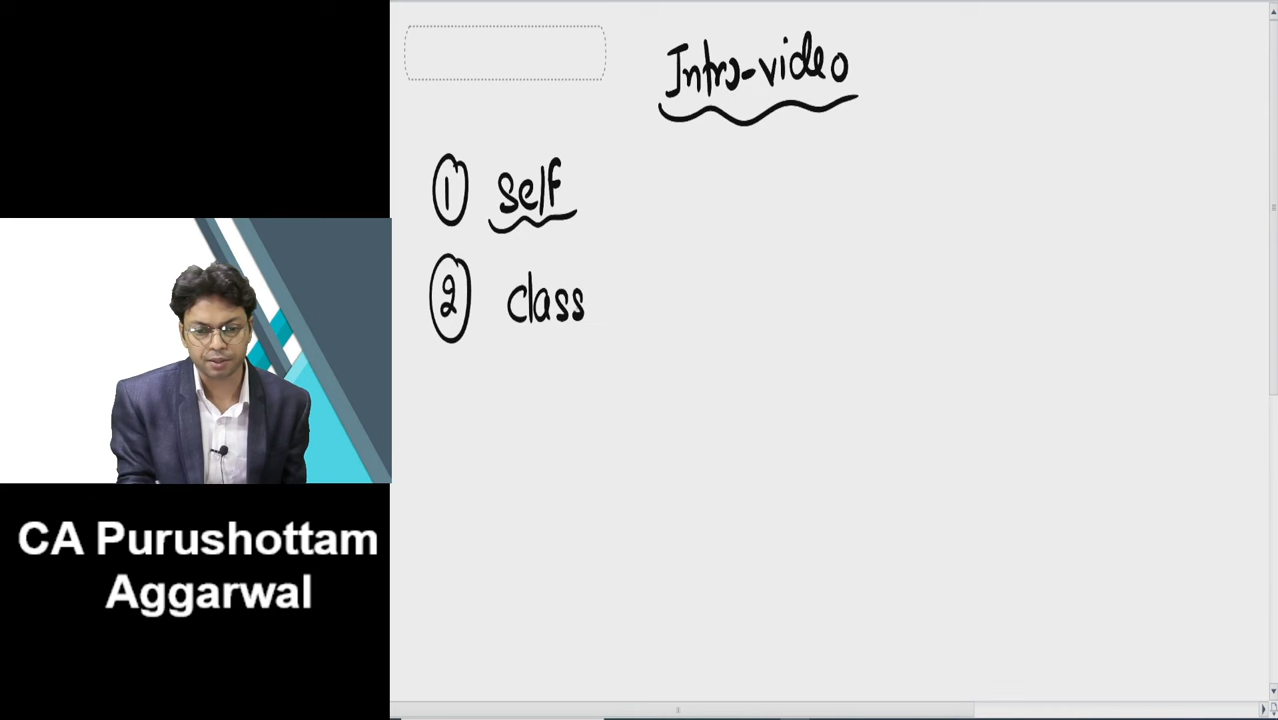 Intro-video
① Self
② class
CA Purushottam
Aggarwal